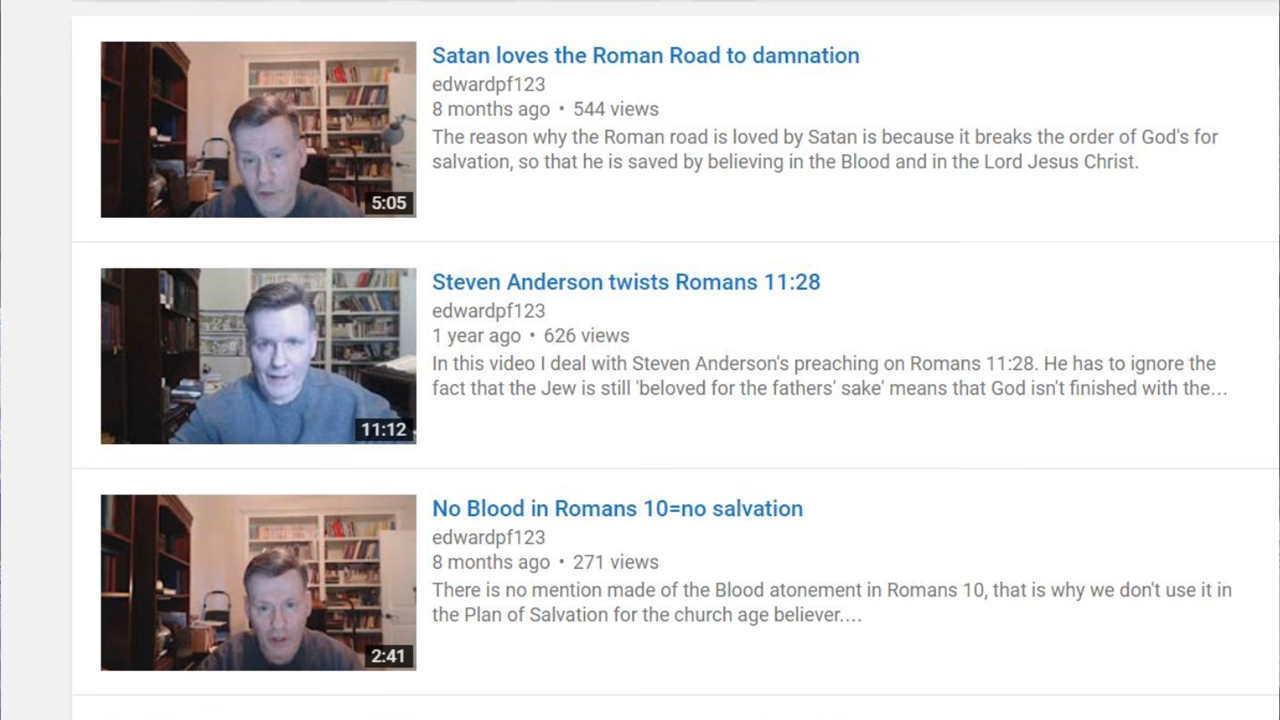 Satan loves the Roman Road to damnation
edwardpf123
8 months ago • 544 views
The reason why the Roman road is loved by Satan is because it breaks the order of God's for
salvation, so that he is saved by believing in the Blood and in the Lord Jesus Christ.
5:05
Steven Anderson twists Romans 11:28
edwardpf123
1 year ago • 626 views
In this video I deal with Steven Anderson's preaching on Romans 11:28. He has to ignore the
fact that the Jew is still 'beloved for the fathers' sake' means that God isn't finished with the...
11:12
No Blood in Romans 10=no salvation
edwardpf123
8 months ago • 271 views
There is no mention made of the Blood atonement in Romans 10, that is why we don't use it in
the Plan of Salvation for the church age believer....
2:41